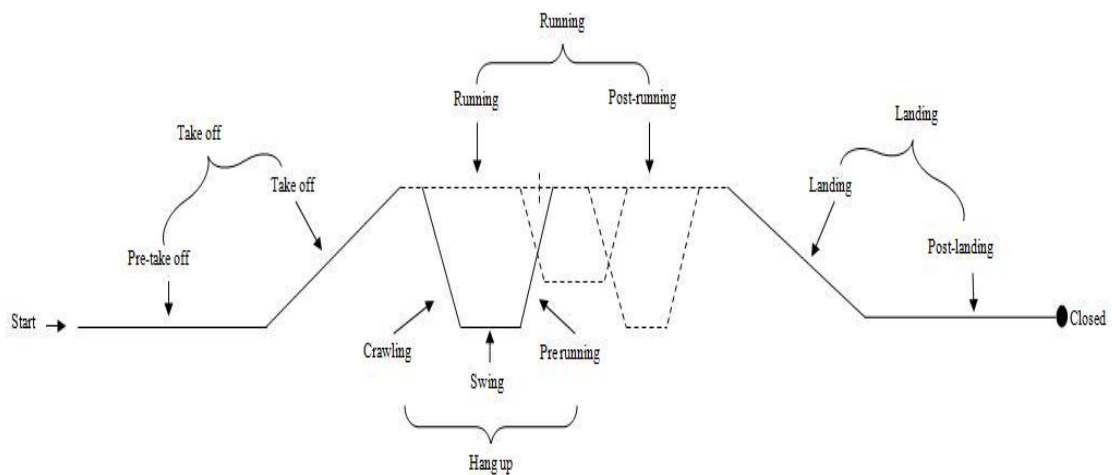 Running
Running
Post-running
Landing
Take off
Take off
Landing
Pre-take off
Post-landing
Start
Closed
Crawling
Pre running
Swing
Hang up